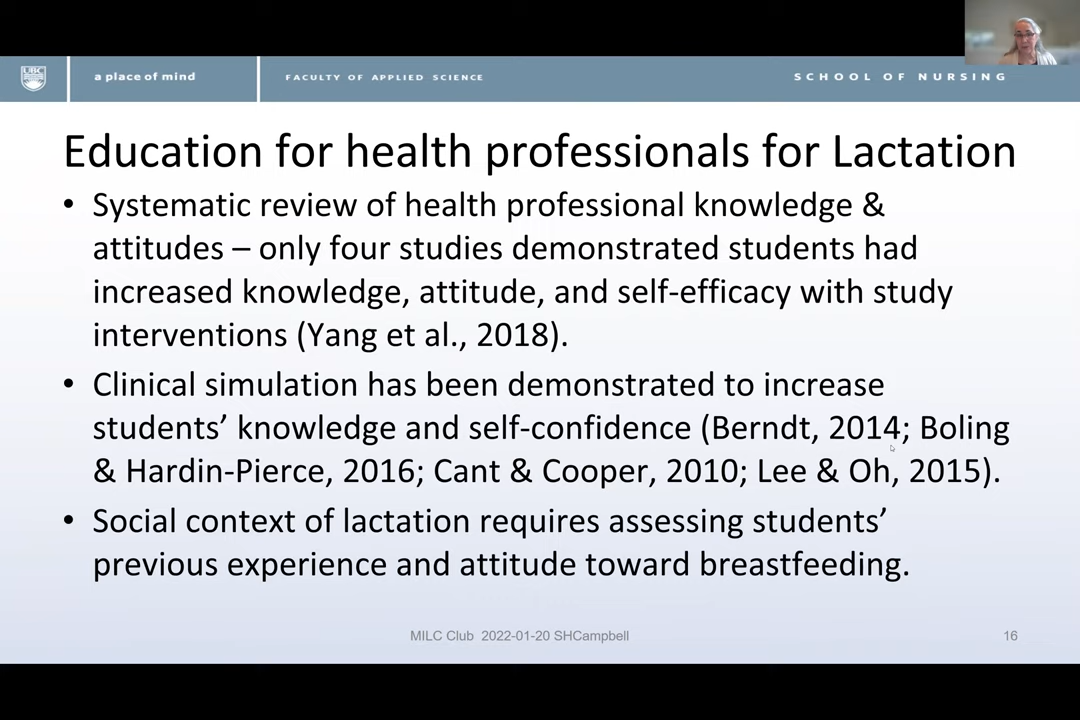 UBC
a place of mind
FACULTY OF APPLIED SCIENCE
SCHOOL OF NURSING
Education for health professionals for Lactation
• Systematic review of health professional knowledge &
attitudes – only four studies demonstrated students had
increased knowledge, attitude, and self-efficacy with study
interventions (Yang et al., 2018).
• Clinical simulation has been demonstrated to increase
students’ knowledge and self-confidence (Berndt, 2014; Boling
& Hardin-Pierce, 2016; Cant & Cooper, 2010; Lee & Oh, 2015).
• Social context of lactation requires assessing students’
previous experience and attitude toward breastfeeding.
MILC Club 2022-01-20 SHCampbell
16